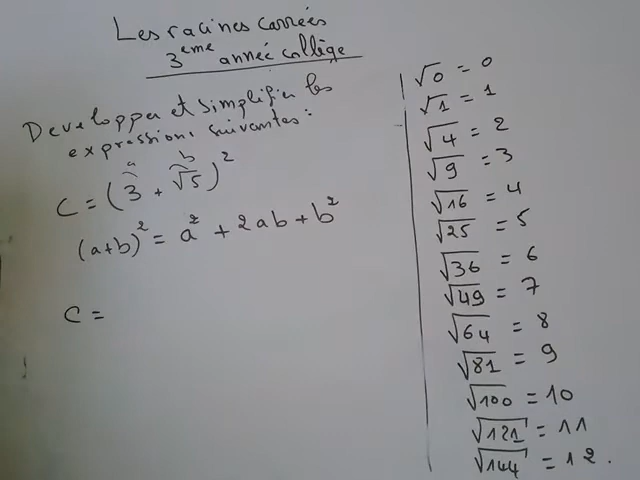 Les racines carrées
3ème année collège
Developper et simplifier les
expressions suivantes :
a b
C = (3 + √5)²
(a+b)² = a² + 2ab + b²
C =
√0 = 0
√1 = 1
√4 = 2
√9 = 3
√16 = 4
√25 = 5
√36 = 6
√49 = 7
√64 = 8
√81 = 9
√100 = 10
√121 = 11
√144 = 12.